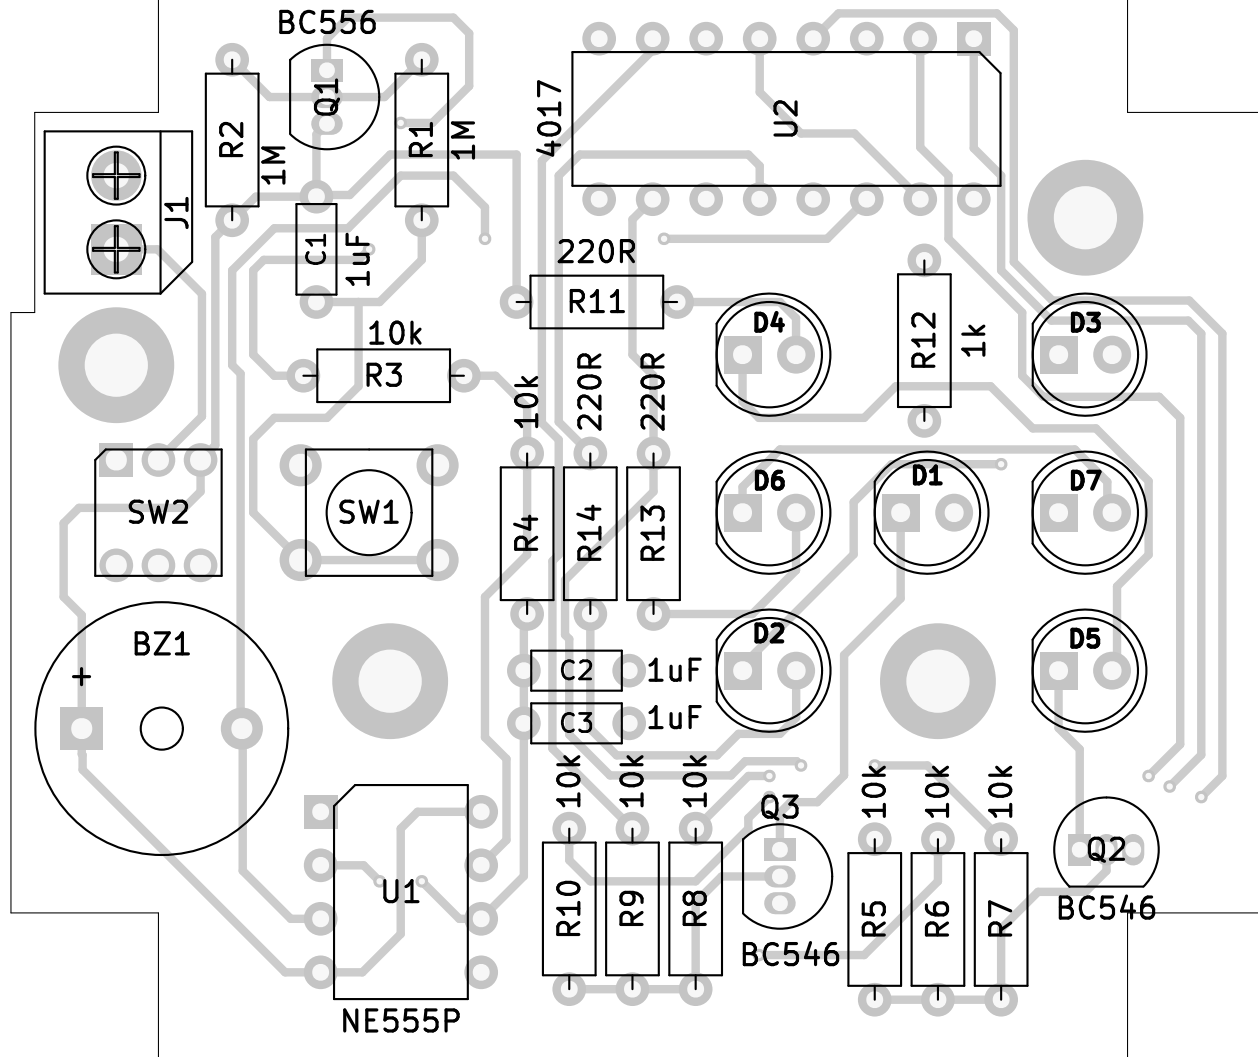 BC556
Q1
R2
1M
R1
1M
4017
U2
J1
C1
1uF
220R
R11
10k
R3
D4
R12
1k
D3
10k
220R
220R
SW2
SW1
R4
R14
R13
D6
D1
D7
BZ1
+
C2
1uF
C3
1uF
D2
D5
10k
10k
10k
Q3
10k
10k
10k
Q2
U1
R10
R9
R8
R5
R6
R7
BC546
BC546
NE555P